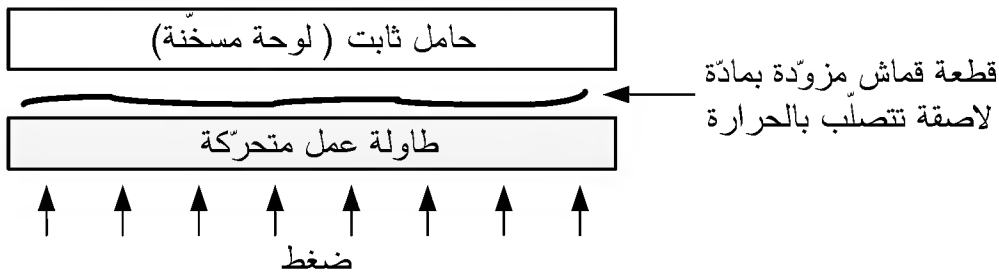 حامل ثابت ( لوحة مسخّنة)
قطعة قماش مزوّدة بمادّة
لاصقة تتصلّب بالحرارة
طاولة عمل متحرّكة
ضغط